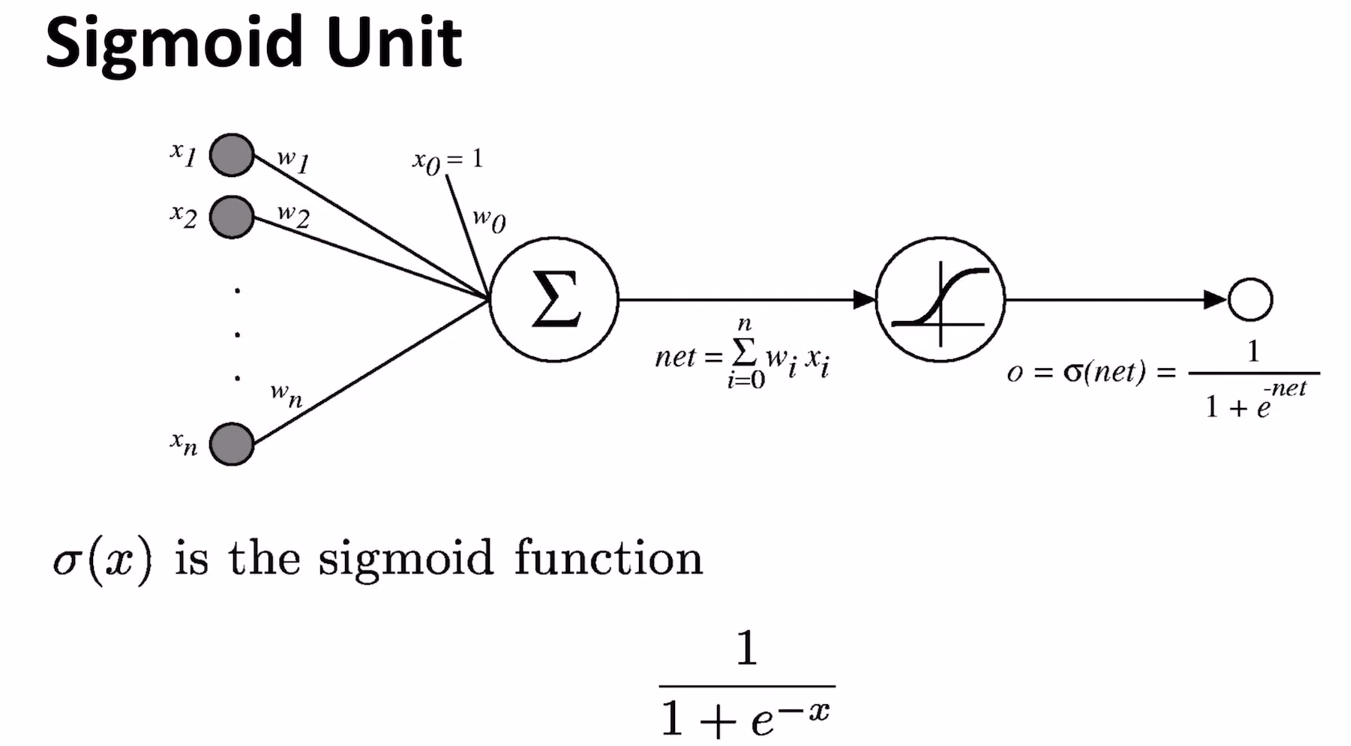 Sigmoid Unit
x1 w1 x0 = 1
x2 w2 w0
Σ
.
.
.
net = Σ i=0 n wi xi
o = σ(net) = 1 / 1 + e^-net
wn
xn
σ(x) is the sigmoid function
1
1 + e^−x